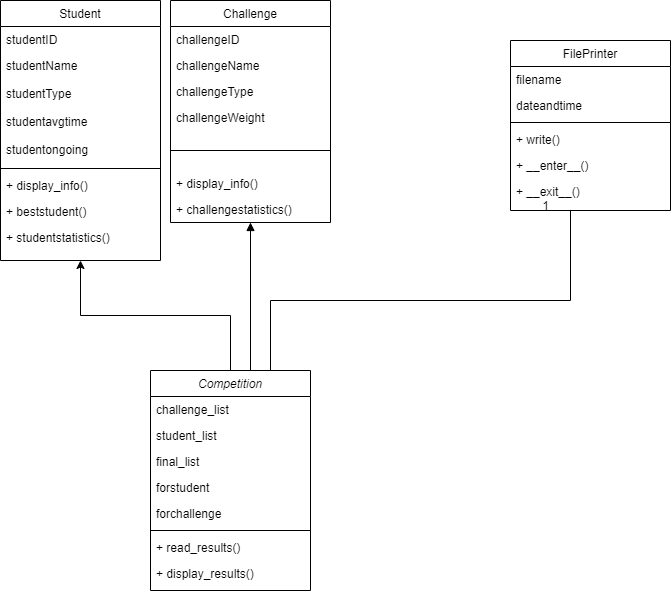 Student
studentID
studentName
studentType
studentavgtime
studentongoing
+ display_info()
+ beststudent()
+ studentstatistics()
Challenge
challengeID
challengeName
challengeType
challengeWeight
+ display_info()
+ challengestatistics()
FilePrinter
filename
dateandtime
+ write()
+ __enter__()
+ __exit__()
1
Competition
challenge_list
student_list
final_list
forstudent
forchallenge
+ read_results()
+ display_results()